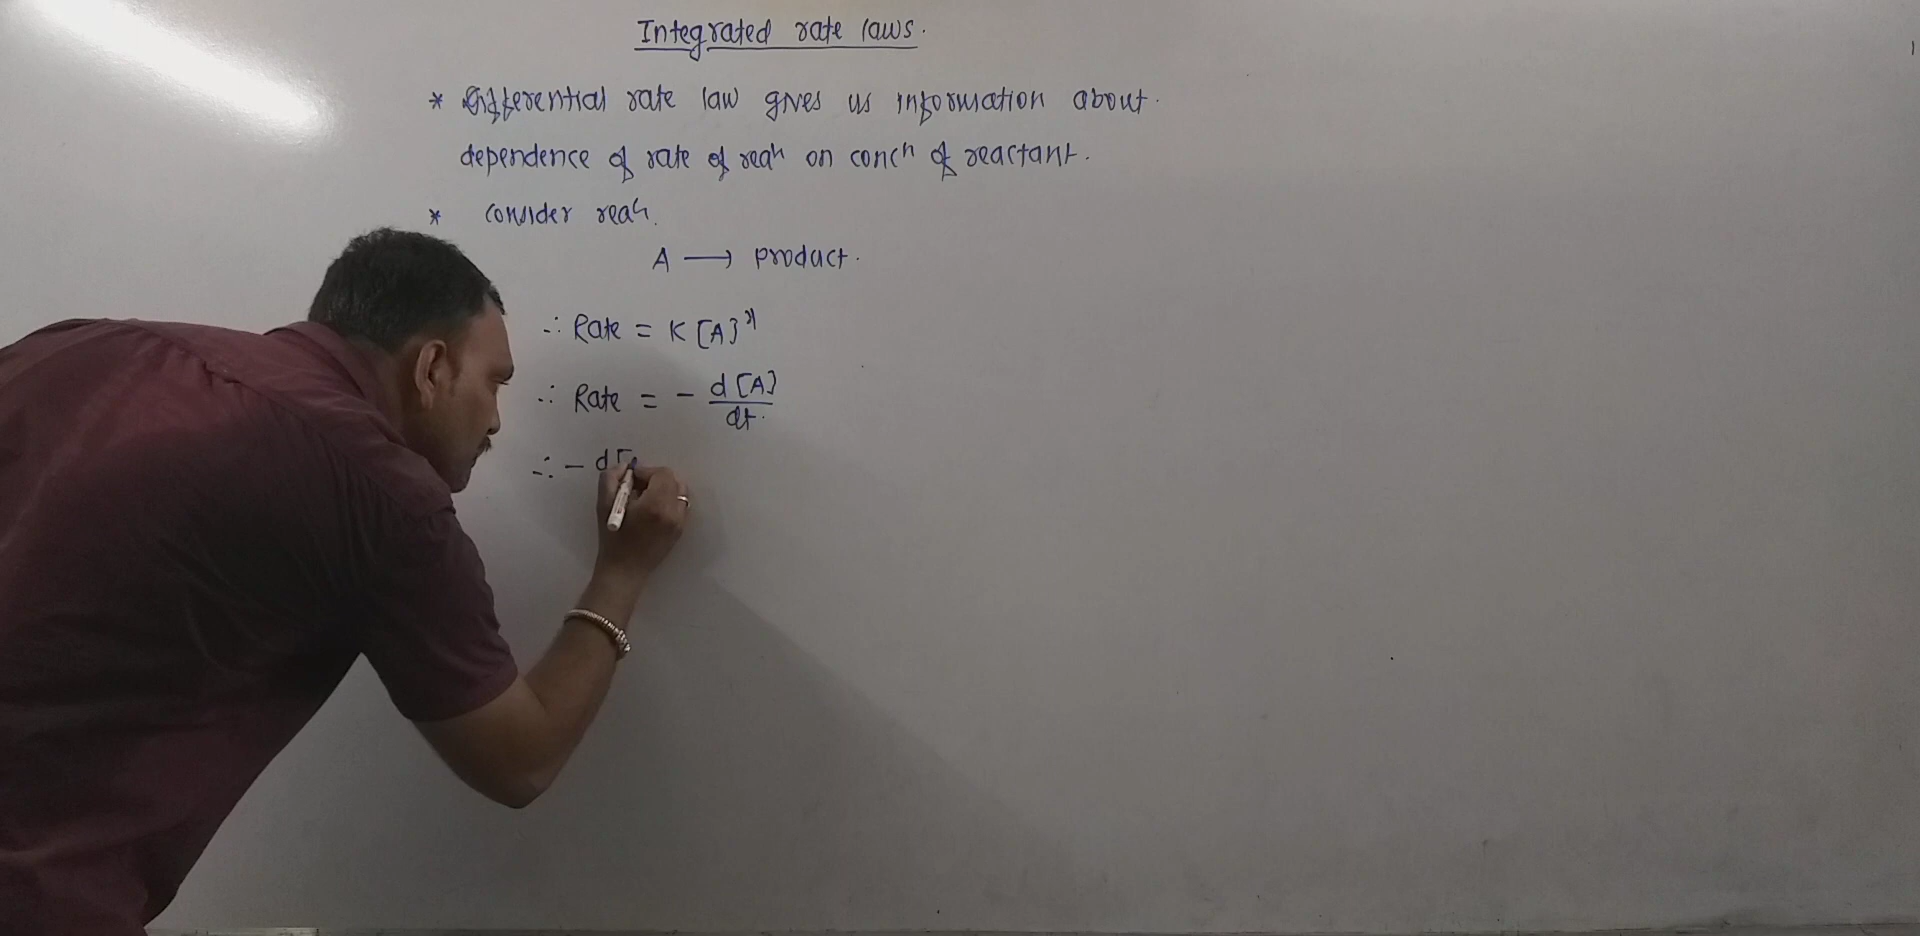 Integrated rate laws.
* Differential rate law gives us information about.
dependence of rate of reaⁿ on concⁿ of reactant.
* Consider reaⁿ.
A ⟶ product.
∴ Rate = K [A]ˣ
∴ Rate = - d[A]/dt.
∴ - d[